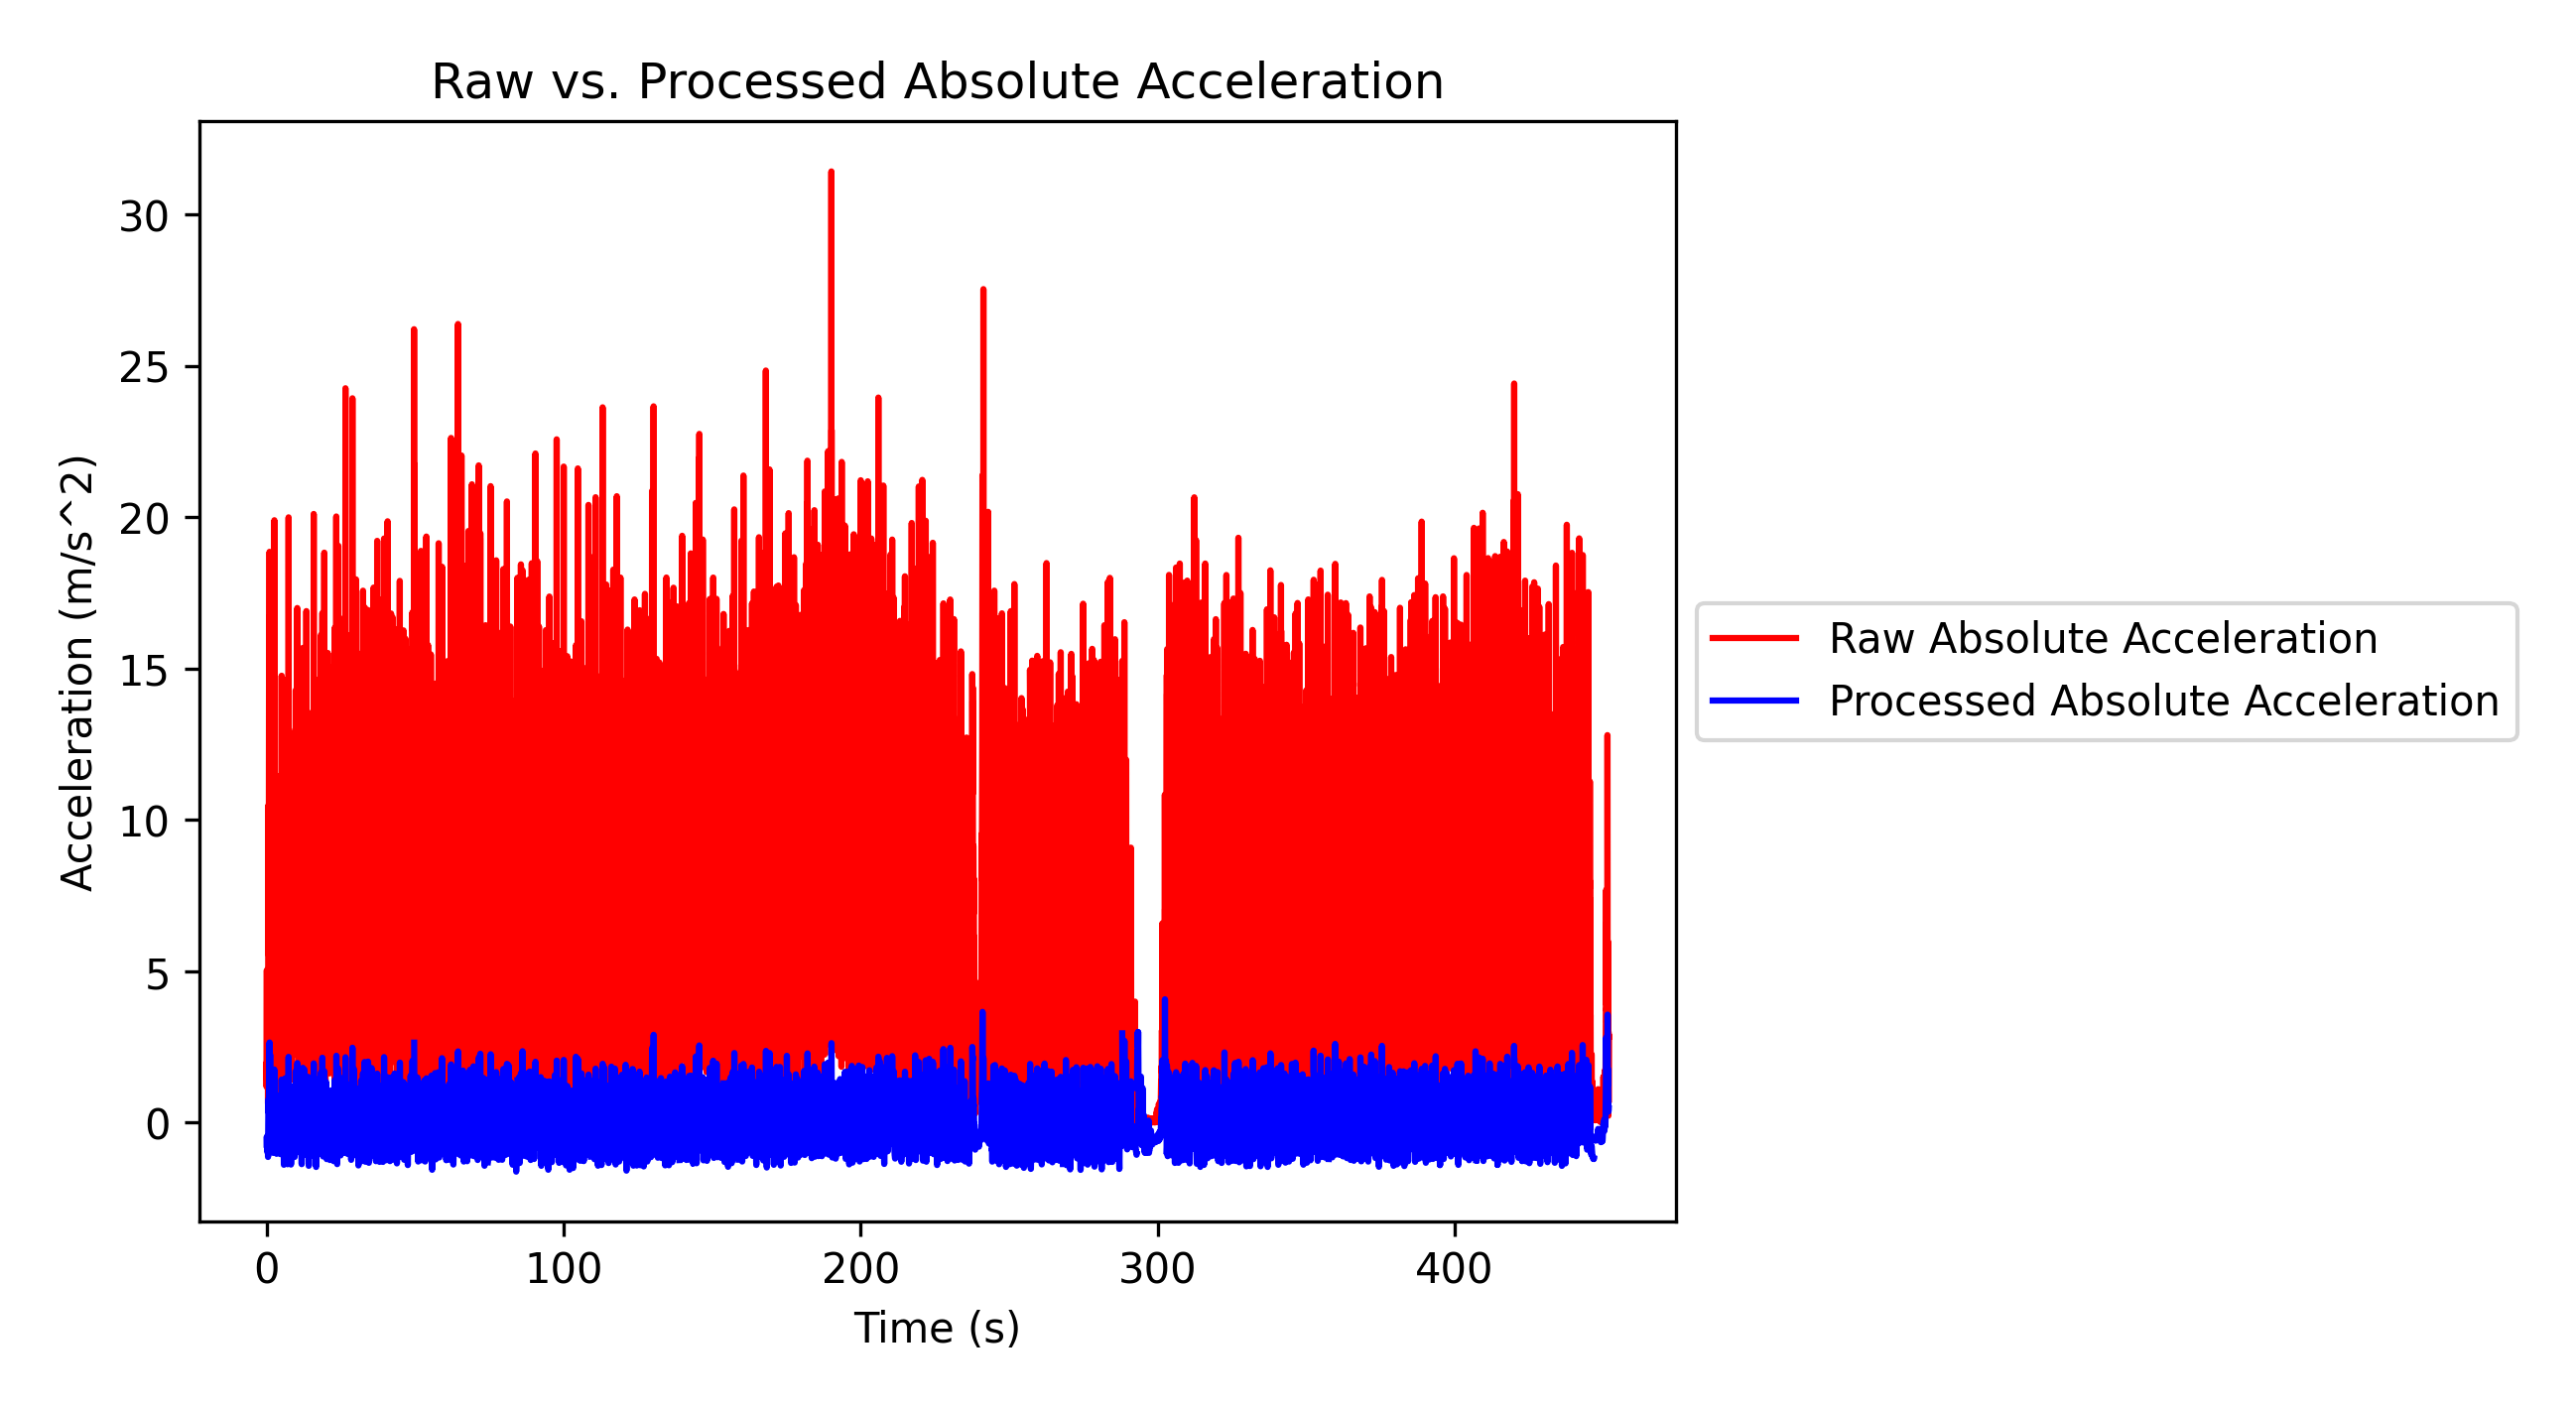 Raw vs. Processed Absolute Acceleration
30
25
20
15
10
5
0
Acceleration (m/s^2)
0 100 200 300 400
Time (s)
Raw Absolute Acceleration
Processed Absolute Acceleration